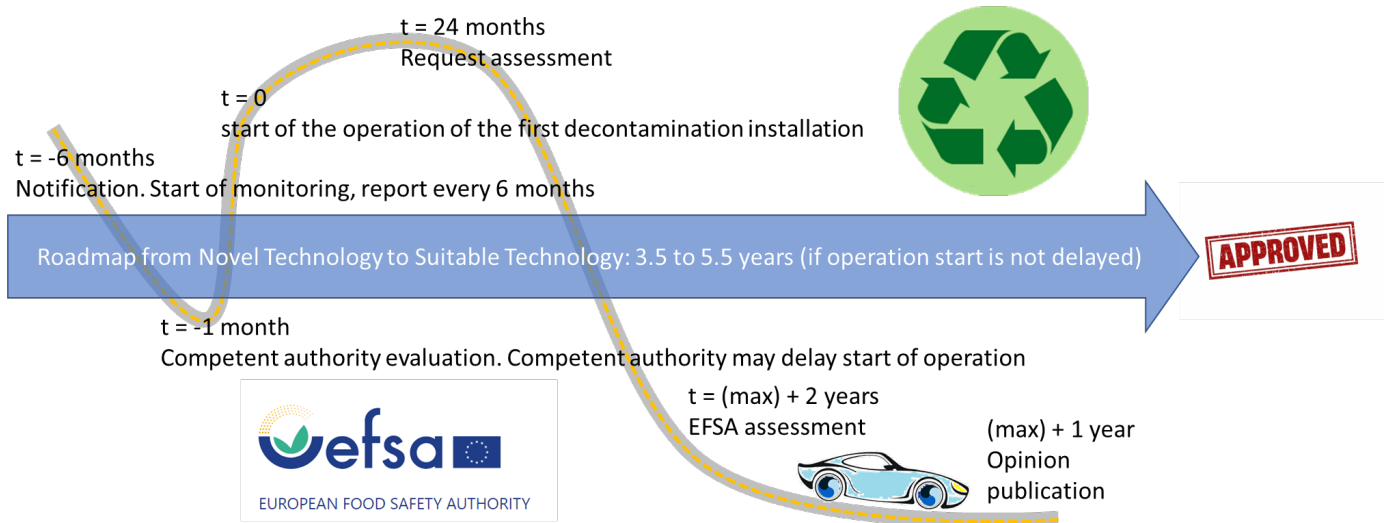 t = 24 months
Request assessment
t = 0
start of the operation of the first decontamination installation
t = -6 months
Notification. Start of monitoring, report every 6 months
Roadmap from Novel Technology to Suitable Technology: 3.5 to 5.5 years (if operation start is not delayed)
APPROVED
t = -1 month
Competent authority evaluation. Competent authority may delay start of operation
t = (max) + 2 years
EFSA assessment
(max) + 1 year
Opinion
publication
efsa
EUROPEAN FOOD SAFETY AUTHORITY